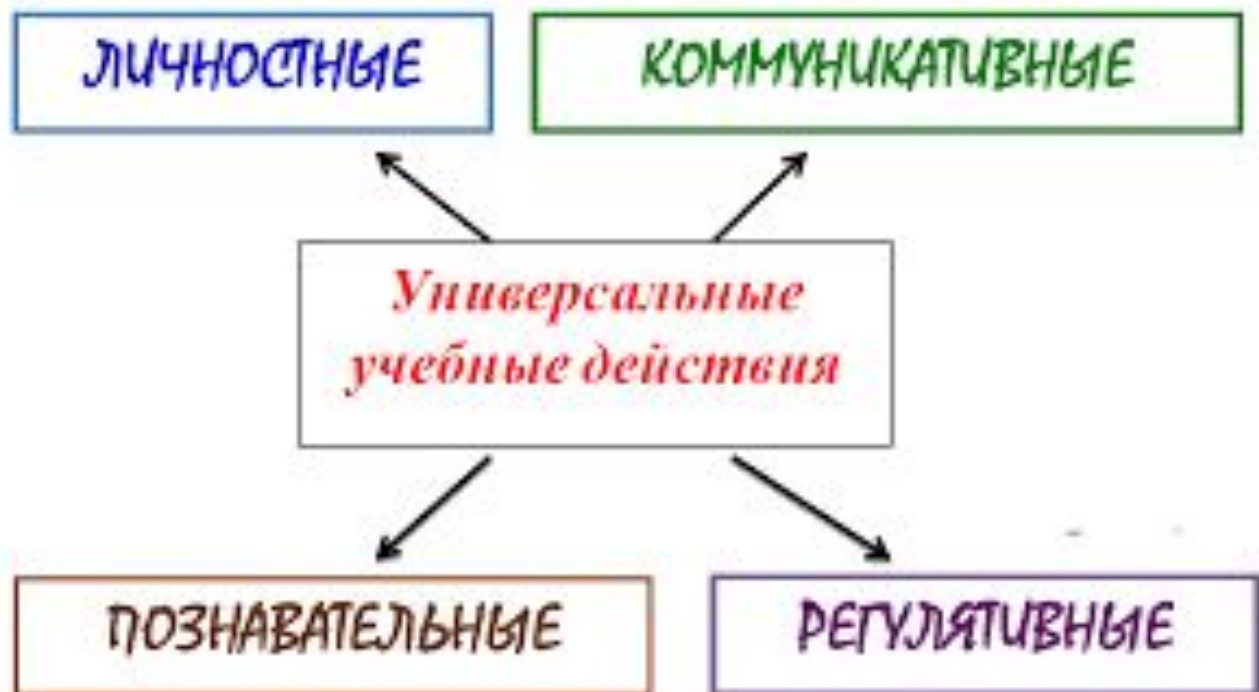 ЛИЧНОСТНЫЕ
КОММУНИКАТИВНЫЕ
Универсальные
учебные действия
ПОЗНАВАТЕЛЬНЫЕ
РЕГУЛЯТИВНЫЕ